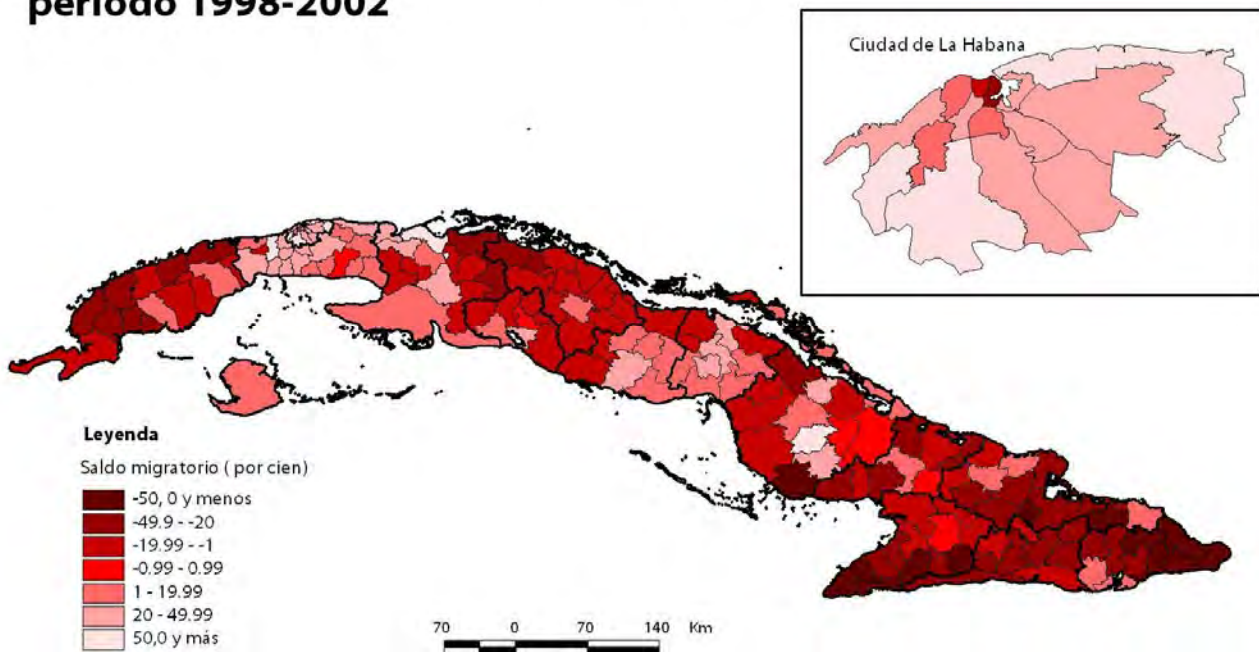 período 1998-2002
Ciudad de La Habana
Leyenda
Saldo migratorio ( por cien)
-50, 0 y menos
-49.9 - -20
-19.99 - -1
-0.99 - 0.99
1 - 19.99
20 - 49.99
50,0 y más
70 0 70 140 Km